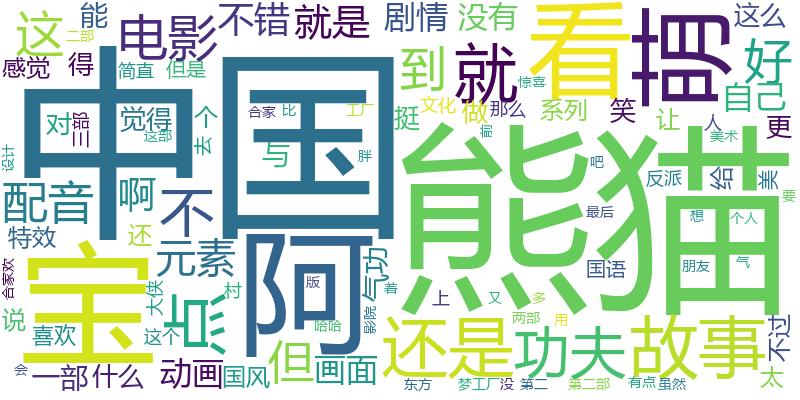 能
二部
这
电影
不错
就是
剧情
没有
看
萌
这么
感觉
得
简直
但是
到
就
惊喜
好
中国
合家
比
工厂
文化
做
那么
系列
笑
自己
对
三部
觉得
去
个
这部
与
挺
前
让
人
美术
更
设计
胖
熊猫
吧
反派
给
美
配音
啊
不
要
特效
还
元素
阿
气功
最后
想
个人
国语
朋友
气
合家欢
宝
大侠
点
村
版
着
上
又
多
说
喜欢
这个
哈哈
影院
还是
功夫
两部
用
故事
不过
会
一部
什么
动画
国风
但
画面
东方
梦工厂
没
第二
第二部
有点
虽然
太